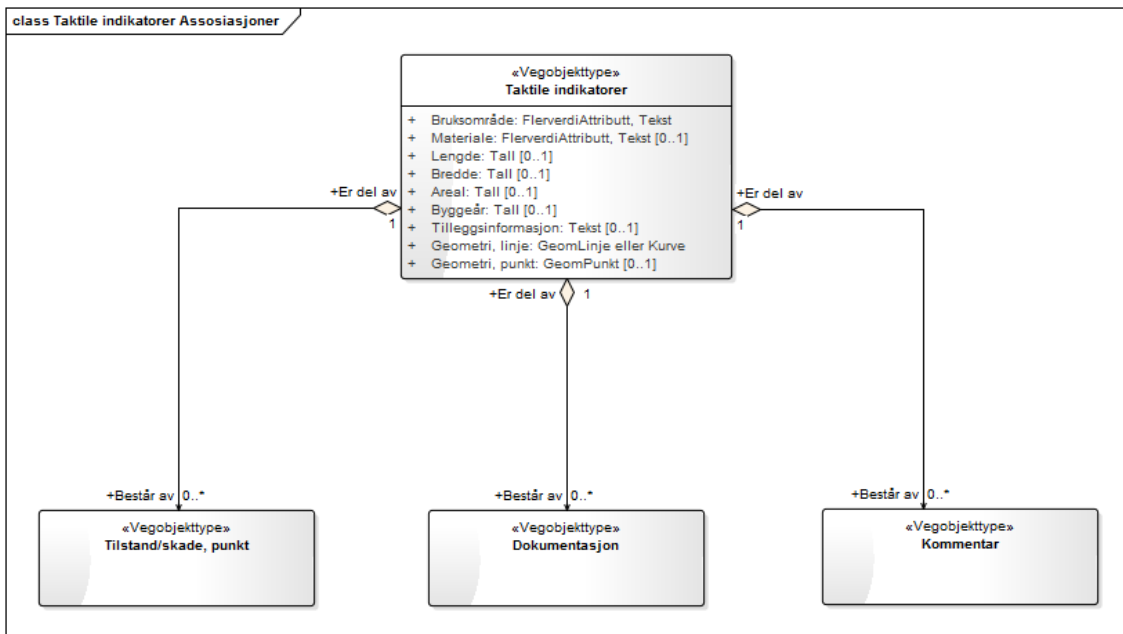 class Taktile indikatorer Assosiasjoner
«Vegobjekttype»
Taktile indikatorer
+ Bruksområde: FlerverdiAttributt, Tekst
+ Materiale: FlerverdiAttributt, Tekst [0..1]
+ Lengde: Tall [0..1]
+ Bredde: Tall [0..1]
+ Areal: Tall [0..1]
+ Byggeår: Tall [0..1]
+ Tilleggsinformasjon: Tekst [0..1]
+ Geometri, linje: GeomLinje eller Kurve
+ Geometri, punkt: GeomPunkt [0..1]
+Er del av
1
+Er del av
1
+Er del av
1
+Består av 0..*
+Består av 0..*
+Består av 0..*
«Vegobjekttype»
Tilstand/skade, punkt
«Vegobjekttype»
Dokumentasjon
«Vegobjekttype»
Kommentar